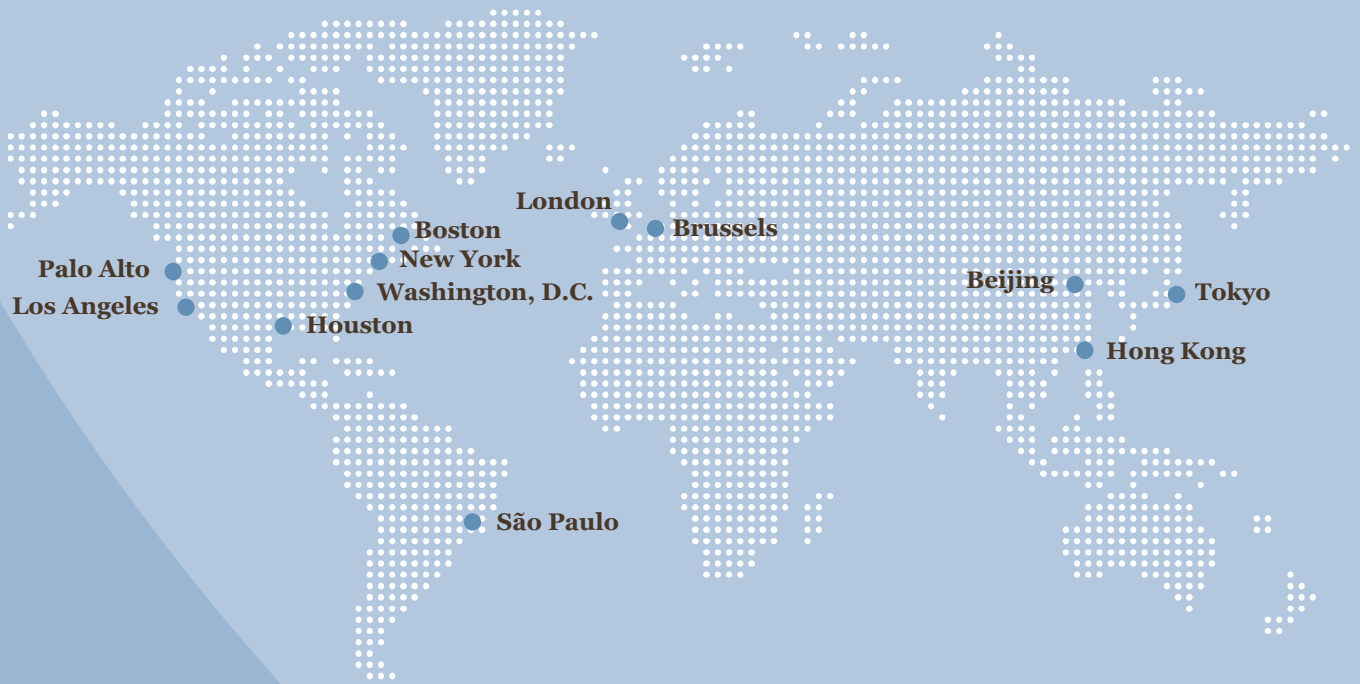 London
Boston
Brussels
New York
Palo Alto
Beijing
Washington, D.C.
Tokyo
Los Angeles
Houston
Hong Kong
São Paulo